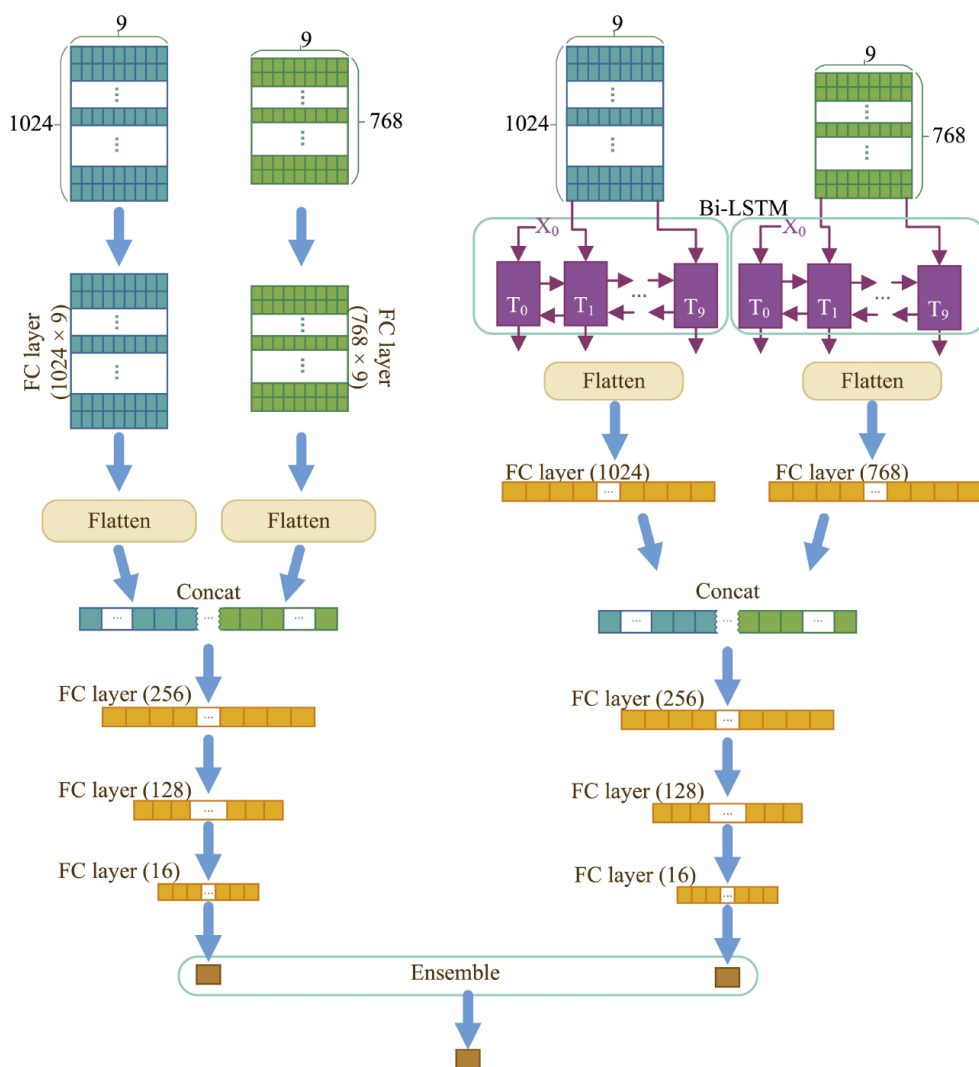 9
9
1024
768
9
9
1024
768
Bi-LSTM
X0
T0
T1
...
T9
X0
T0
T1
...
T9
FC layer
(1024 × 9)
FC layer
(768 × 9)
Flatten
Flatten
FC layer (1024)
FC layer (768)
Flatten
Flatten
Concat
Concat
FC layer (256)
FC layer (256)
FC layer (128)
FC layer (128)
FC layer (16)
FC layer (16)
Ensemble